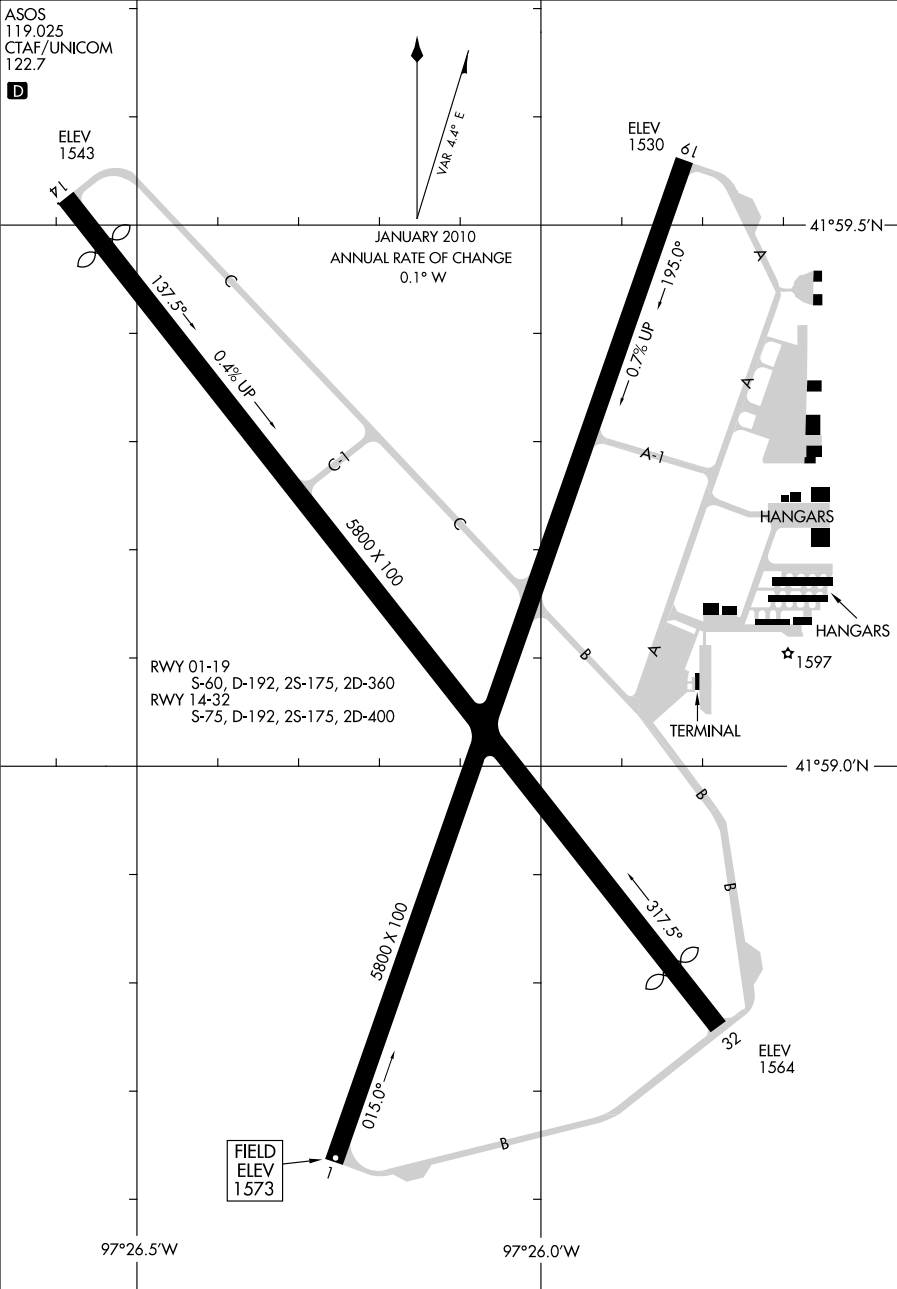 ASOS
119.025
CTAF/UNICOM
122.7
D
ELEV
1543
14
VAR 4.4° E
JANUARY 2010
ANNUAL RATE OF CHANGE
0.1° W
ELEV
1530
19
41°59.5'N
A
C
137.5°
195.0°
0.4% UP
0.7% UP
A
C-1
A-1
C
HANGARS
5800 X 100
HANGARS
B
A
1597
RWY 01-19
S-60, D-192, 2S-175, 2D-360
RWY 14-32
S-75, D-192, 2S-175, 2D-400
TERMINAL
41°59.0'N
B
B
317.5°
5800 X 100
32
ELEV
1564
015.0°
B
FIELD
ELEV
1573
1
97°26.5'W
97°26.0'W